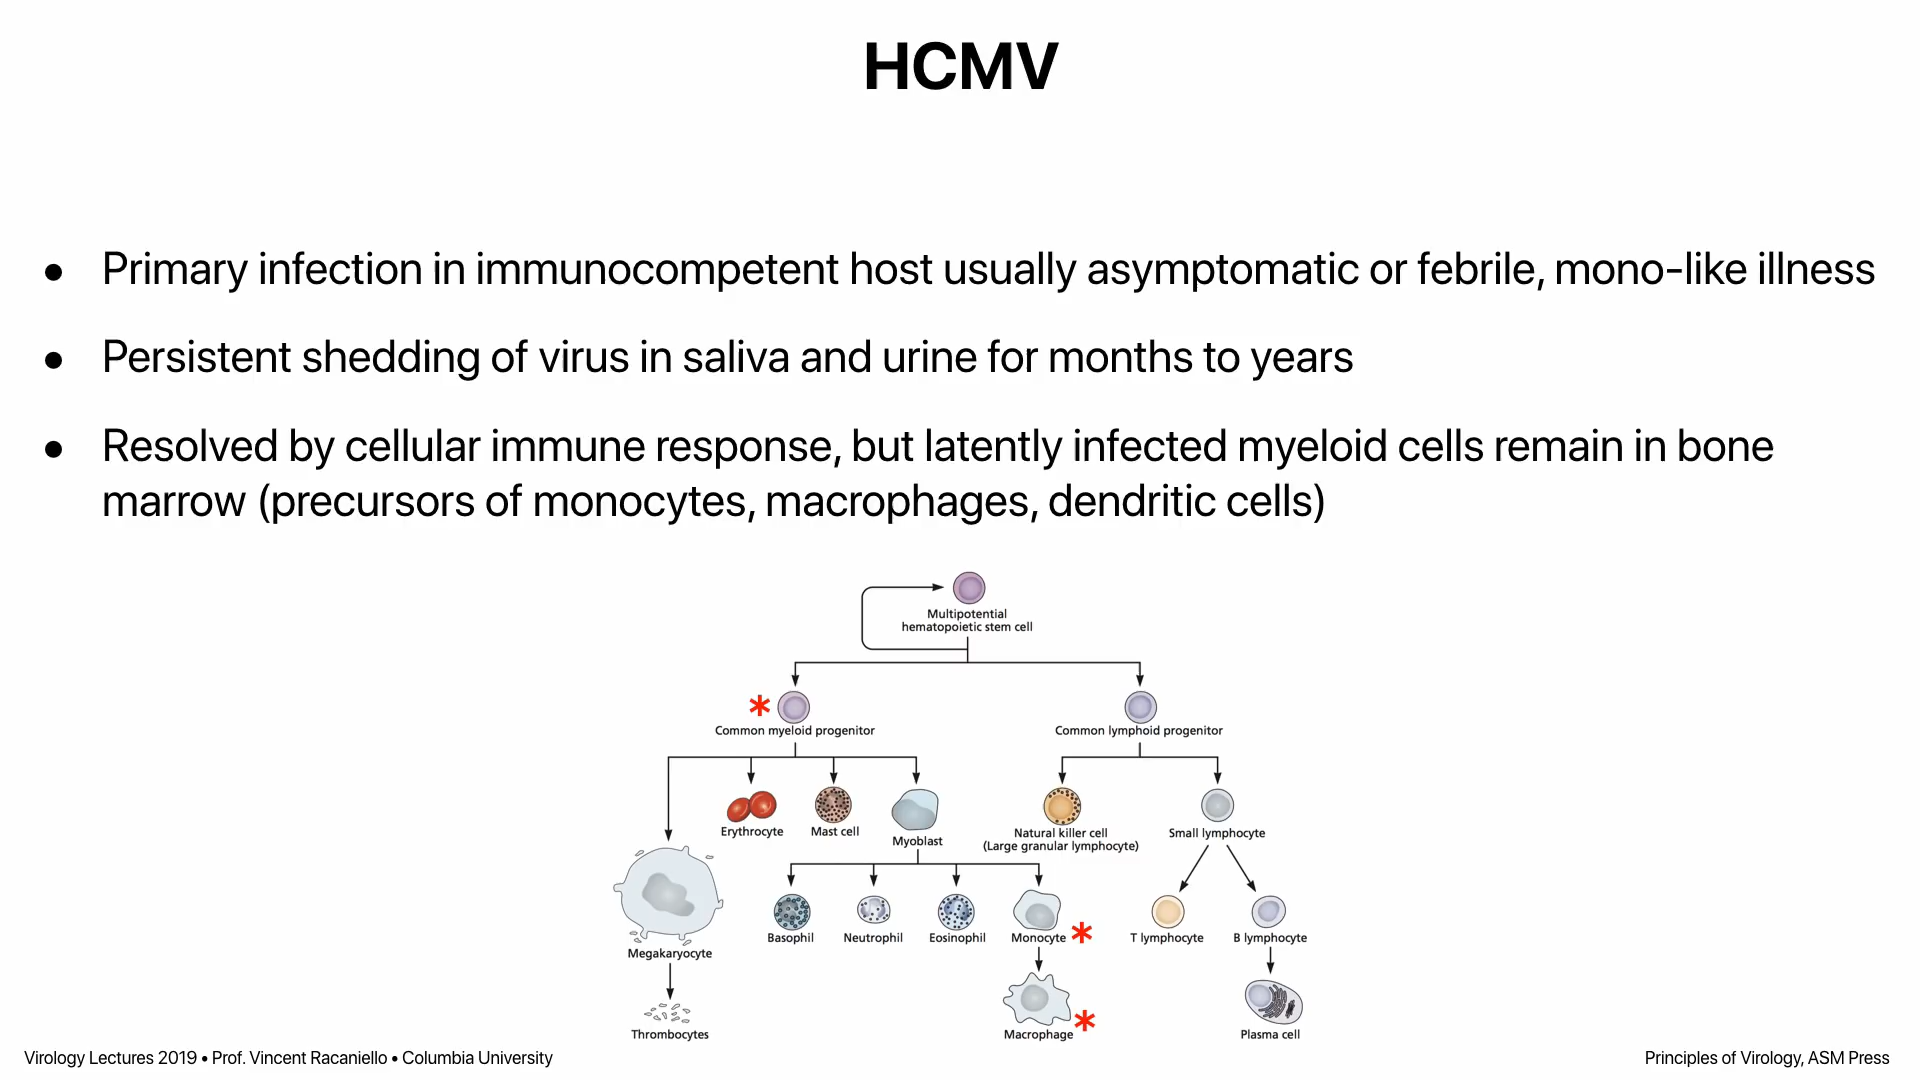 HCMV
● Primary infection in immunocompetent host usually asymptomatic or febrile, mono-like illness
● Persistent shedding of virus in saliva and urine for months to years
● Resolved by cellular immune response, but latently infected myeloid cells remain in bone
marrow (precursors of monocytes, macrophages, dendritic cells)
Multipotential
hematopoietic stem cell
*
Common myeloid progenitor
Common lymphoid progenitor
Erythrocyte
Mast cell
Myoblast
Natural killer cell
(Large granular lymphocyte)
Small lymphocyte
Megakaryocyte
Basophil
Neutrophil
Eosinophil
Monocyte *
T lymphocyte
B lymphocyte
Thrombocytes
Macrophage *
Plasma cell
Virology Lectures 2019 • Prof. Vincent Racaniello • Columbia University
Principles of Virology, ASM Press